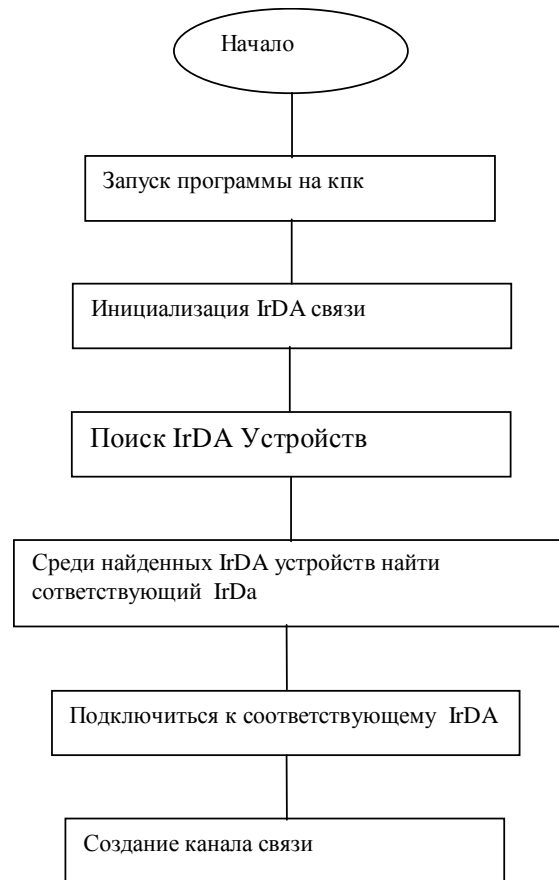 Начало
Запуск программы на кпк
Инициализация IrDA связи
Поиск IrDA Устройств
Среди найденных IrDA устройств найти
сответствующий IrDa
Подключиться к соответствующему IrDA
Создание канала связи